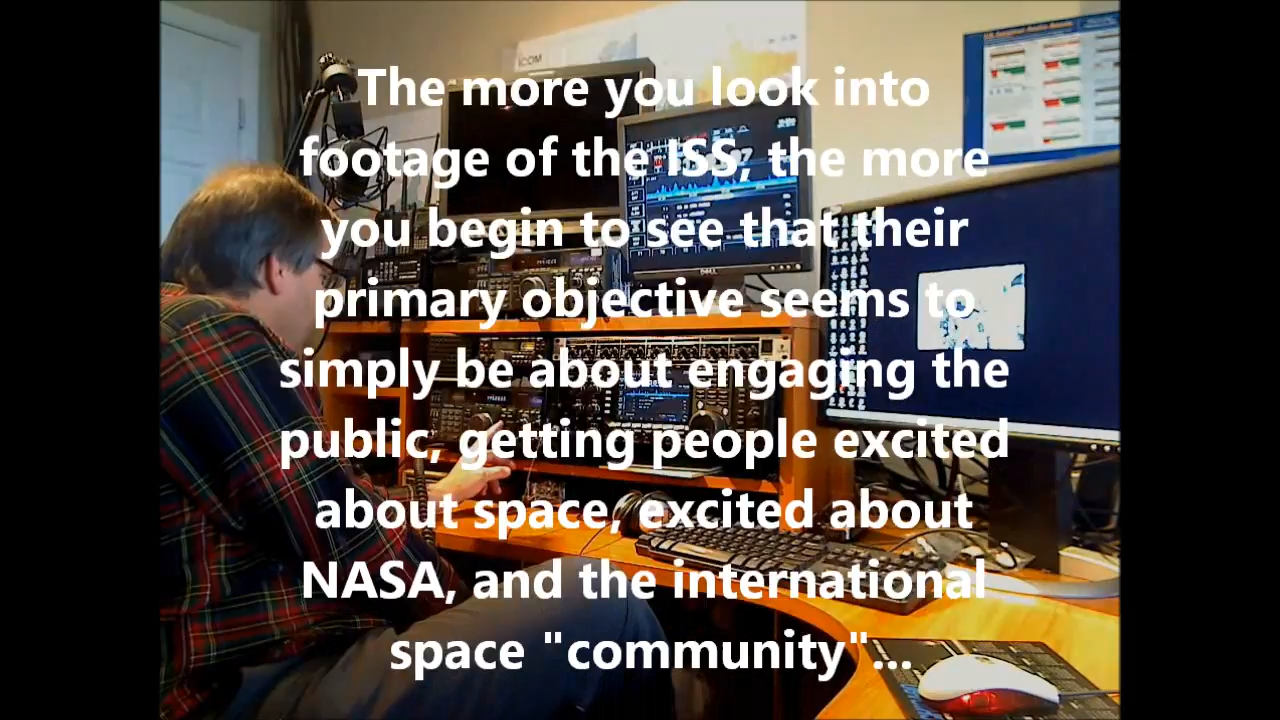 ICOM
The more you look into
footage of the ISS, the more
you begin to see that their
primary objective seems to
simply be about engaging the
public, getting people excited
about space, excited about
NASA, and the international
space "community"...
DELL